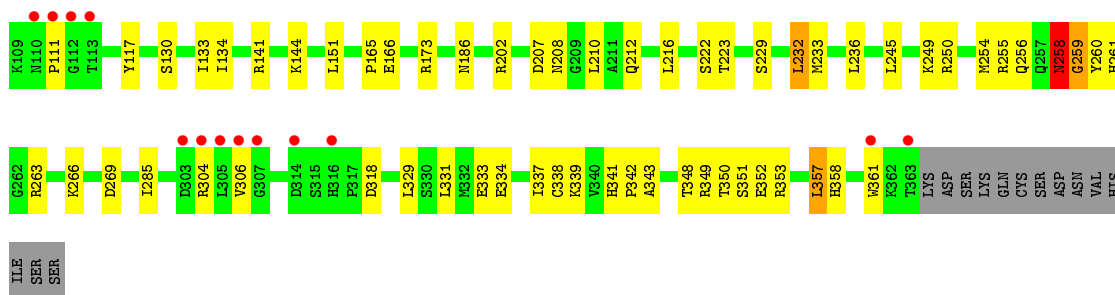 K109 N110 P111 G112 T113 Y117 S130 I133 I134 R141 K144 L151 P165 E166 R173 N186 R202 D207 N208 G209 L210 A211 Q212 L216 S222 T223 S229 L232 M233 L236 L245 K249 R250 M254 R255 Q256 Q257 N258 G259 Y260 H261
G262 R263 K266 D269 I285 D303 R304 L305 V306 G307 D314 S315 H316 P317 D318 L329 S330 L331 M332 E333 E334 I337 C338 K339 V340 H341 P342 A343 T348 R349 T350 S351 E352 R353 L357 H358 W361 K362 T363 LYS ASP SER LYS GLN CYS SER ASP ASN VAL HIS
ILE SER SER